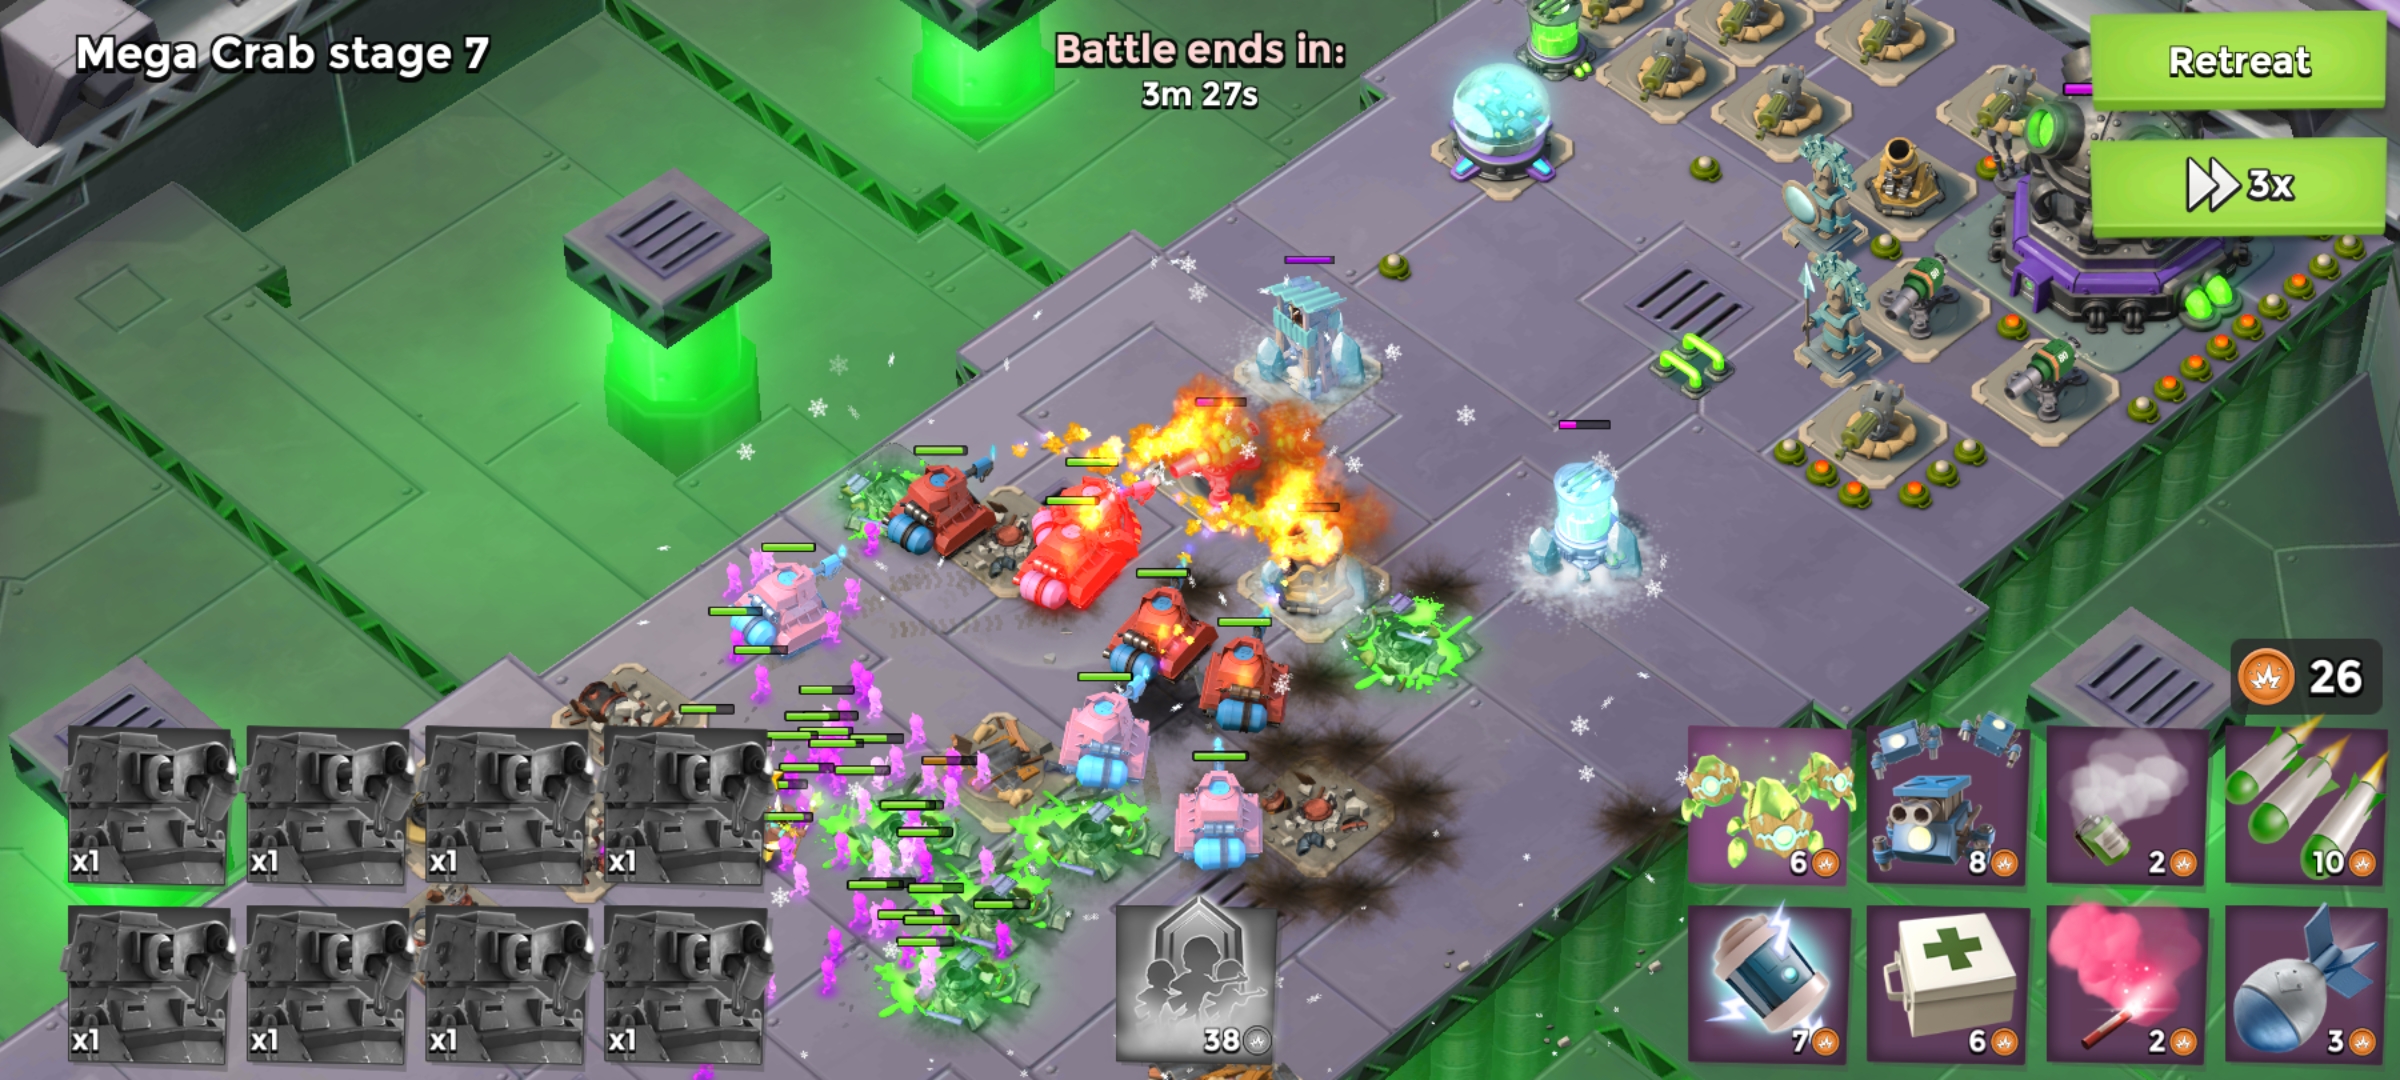 Mega Crab stage 7
Battle ends in:
3m 27s
Retreat
3x
26
x1
x1
x1
x1
6
8
2
10
x1
x1
x1
x1
38
7
6
2
3